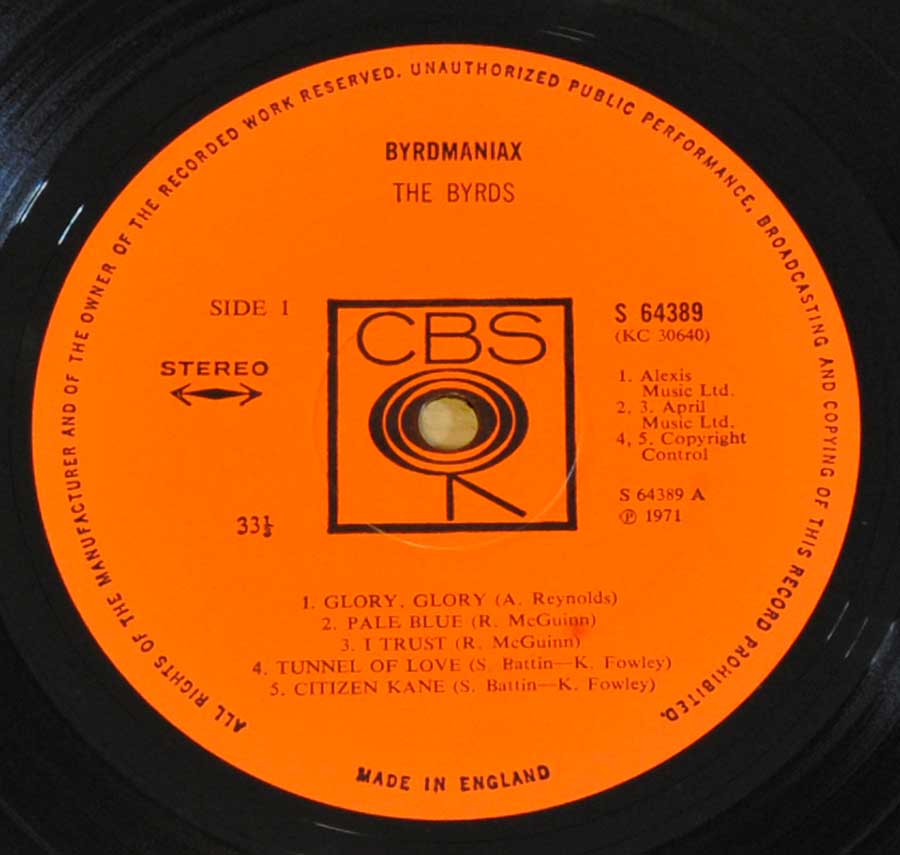 ALL RIGHTS OF THE MANUFACTURER AND OF THE OWNER OF THE RECORDED WORK RESERVED. UNAUTHORIZED PUBLIC PERFORMANCE, BROADCASTING AND COPYING OF THIS RECORD PROHIBITED.
BYRDMANIAX
THE BYRDS
SIDE 1
STEREO
33⅓
CBS
S 64389
(KC 30640)
1. Alexis
Music Ltd.
2, 3. April
Music Ltd.
4, 5. Copyright
Control
S 64389 A
℗ 1971
1. GLORY, GLORY (A. Reynolds)
2. PALE BLUE (R. McGuinn)
3. I TRUST (R. McGuinn)
4. TUNNEL OF LOVE (S. Battin—K. Fowley)
5. CITIZEN KANE (S. Battin—K. Fowley)
MADE IN ENGLAND